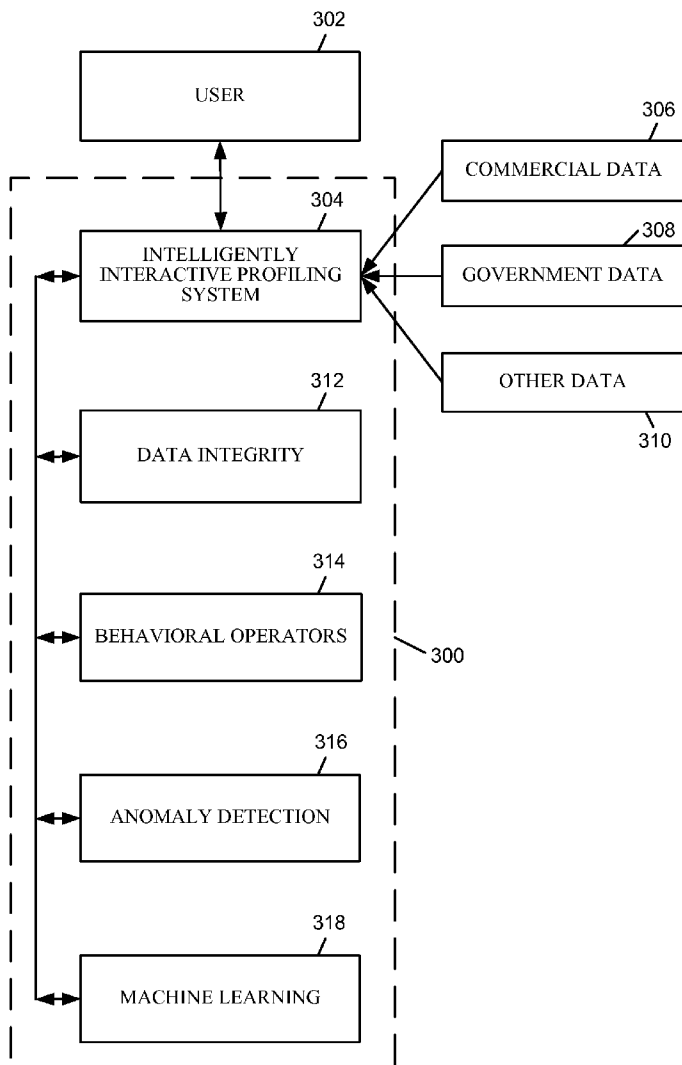 302
USER
306
COMMERCIAL DATA
304
INTELLIGENTLY
INTERACTIVE PROFILING
SYSTEM
308
GOVERNMENT DATA
OTHER DATA
310
312
DATA INTEGRITY
314
BEHAVIORAL OPERATORS
300
316
ANOMALY DETECTION
318
MACHINE LEARNING